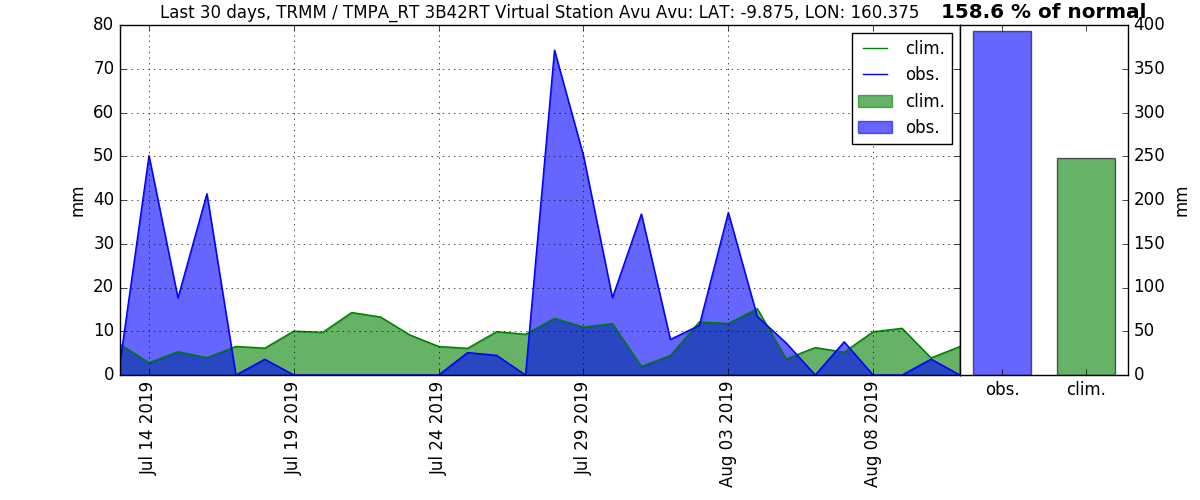 Last 30 days, TRMM / TMPA_RT 3B42RT Virtual Station Avu Avu: LAT: -9.875, LON: 160.375
158.6 % of normal
80
70
60
50
40
30
20
10
0
mm
clim.
obs.
clim.
obs.
400
350
300
250
200
150
100
50
0
mm
Jul 14 2019
Jul 19 2019
Jul 24 2019
Jul 29 2019
Aug 03 2019
Aug 08 2019
obs.
clim.